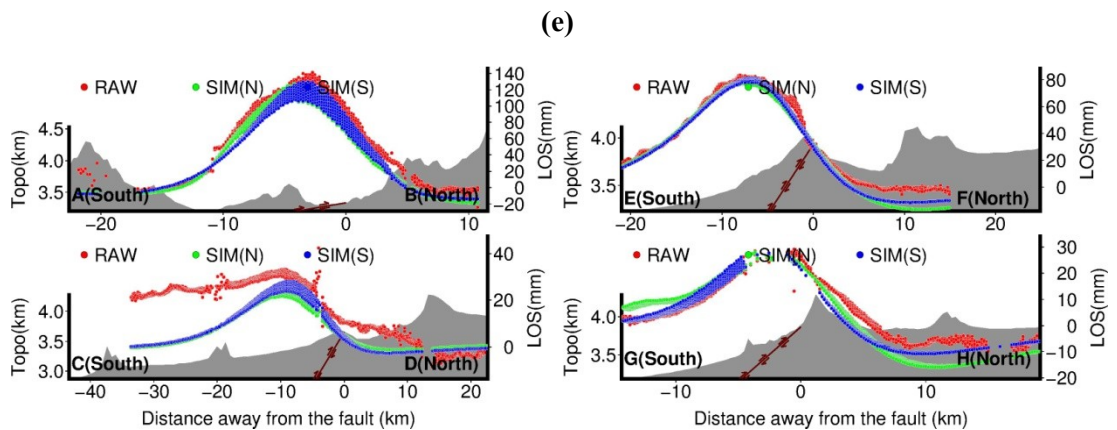 (e)
RAW SIM(N) SIM(S)
Topo(km)
4.5
4.0
3.5
A(South) B(North)
−20 −10 0 10
140
120
100
80
60
40
20
0
−20
LOS(mm)
RAW SIM(N) SIM(S)
Topo(km)
4.0
3.5
E(South) F(North)
−20 −10 0 10 20
80
60
40
20
0
LOS(mm)
RAW SIM(N) SIM(S)
Topo(km)
4.0
3.5
3.0
C(South) D(North)
−40 −30 −20 −10 0 10 20
40
20
0
LOS(mm)
Distance away from the fault (km)
RAW SIM(N) SIM(S)
Topo(km)
4.0
3.5
G(South) H(North)
−10 0 10
30
20
10
0
−10
−20
LOS(mm)
Distance away from the fault (km)